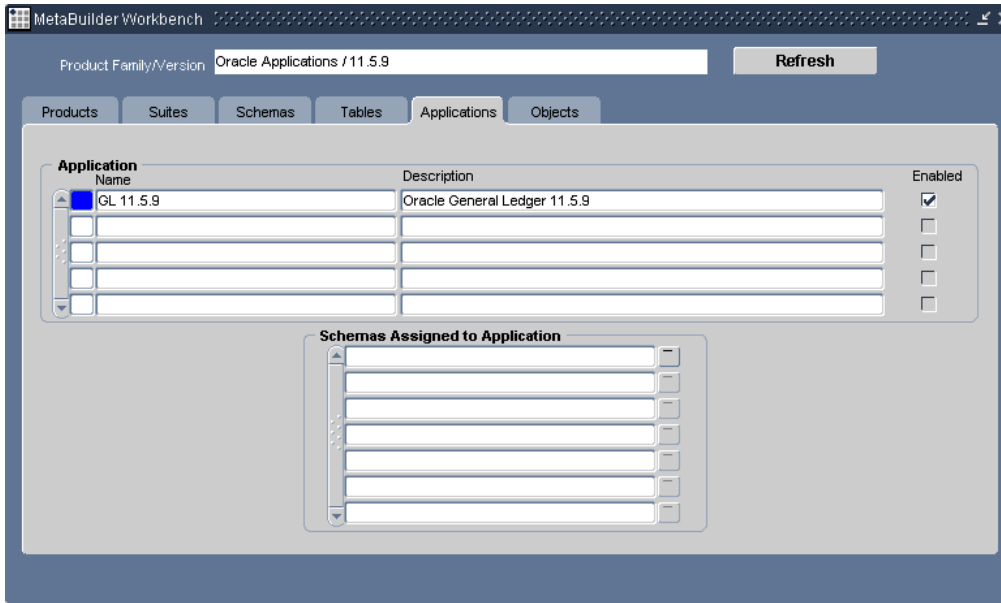 MetaBuilder Workbench
Product Family/Version Oracle Applications / 11.5.9 Refresh
Products Suites Schemas Tables Applications Objects
Application
Name Description Enabled
GL 11.5.9 Oracle General Ledger 11.5.9
Schemas Assigned to Application